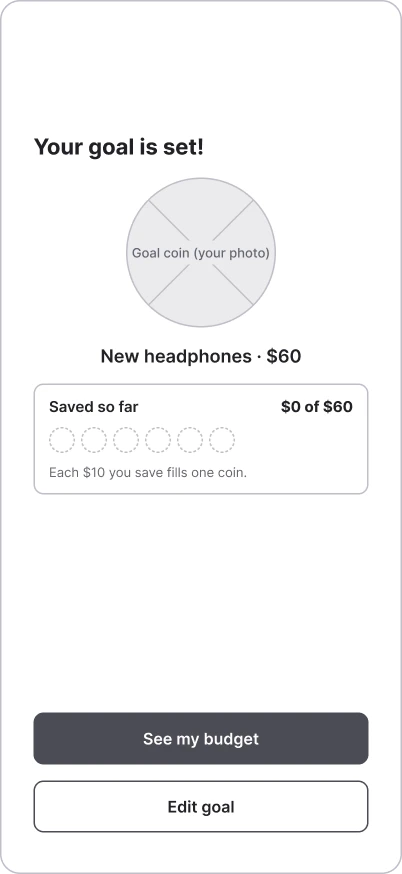 Your goal is set!
Goal coin (your photo)
New headphones · $60
Saved so far $0 of $60
Each $10 you save fills one coin.
See my budget
Edit goal